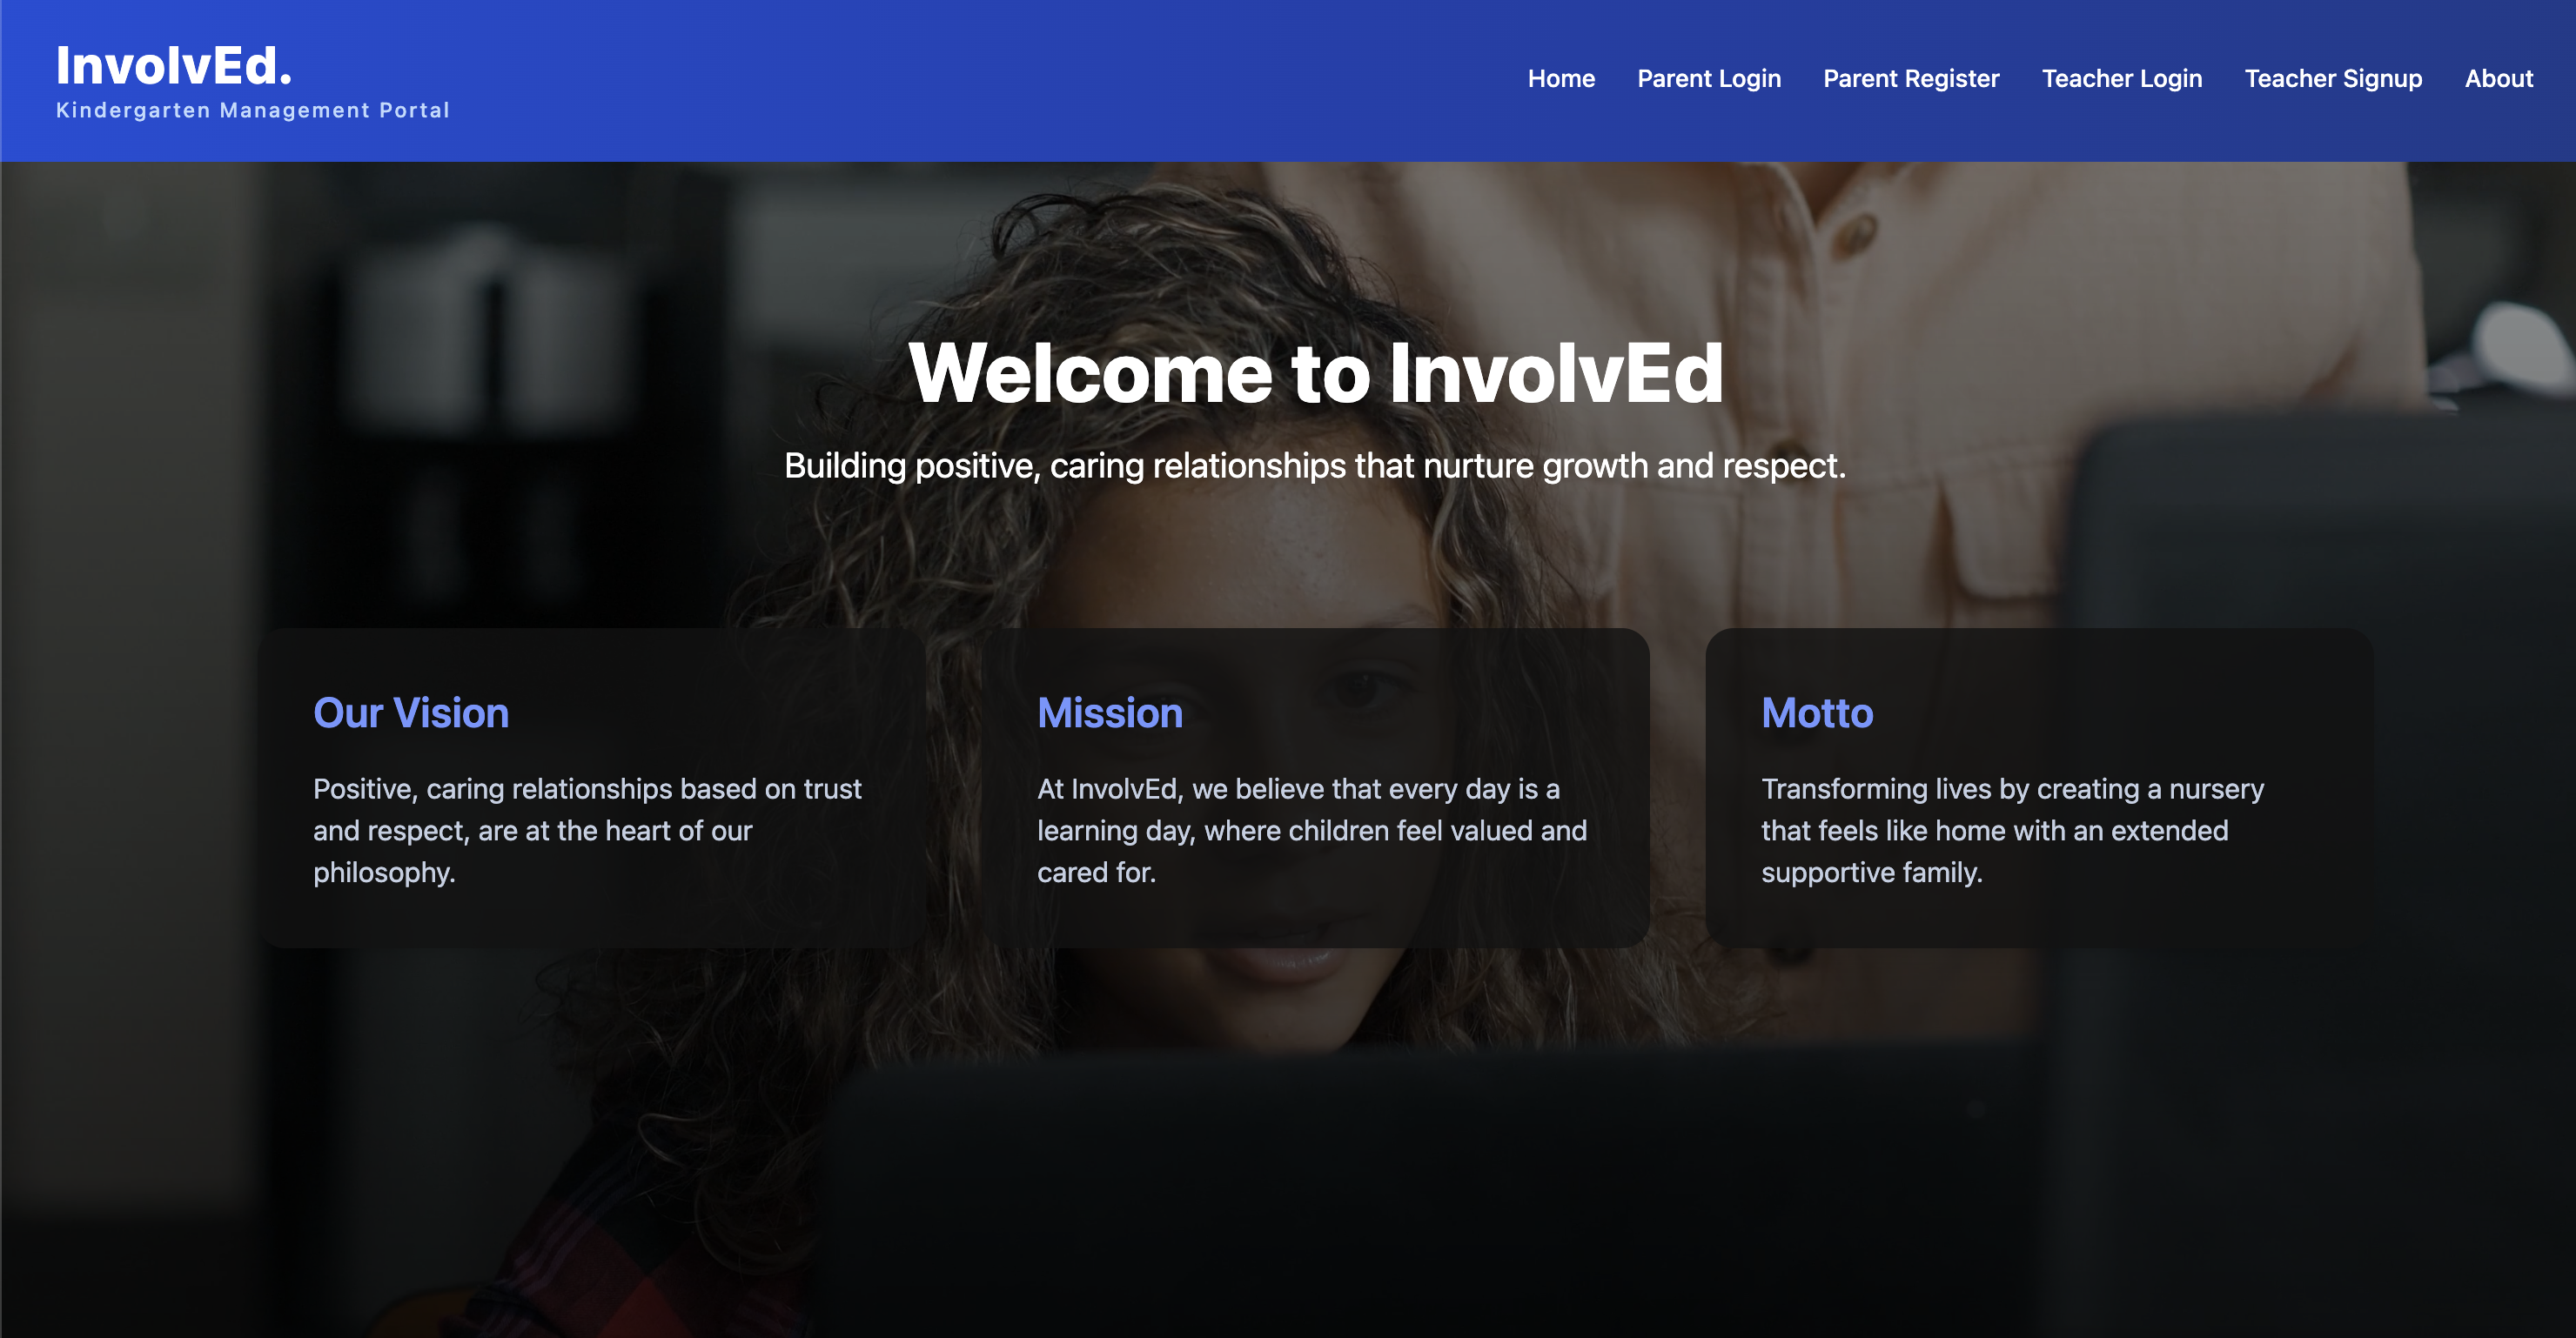 InvolvEd.
Kindergarten Management Portal
Home Parent Login Parent Register Teacher Login Teacher Signup About
Welcome to InvolvEd
Building positive, caring relationships that nurture growth and respect.
Our Vision
Positive, caring relationships based on trust
and respect, are at the heart of our
philosophy.
Mission
At InvolvEd, we believe that every day is a
learning day, where children feel valued and
cared for.
Motto
Transforming lives by creating a nursery
that feels like home with an extended
supportive family.